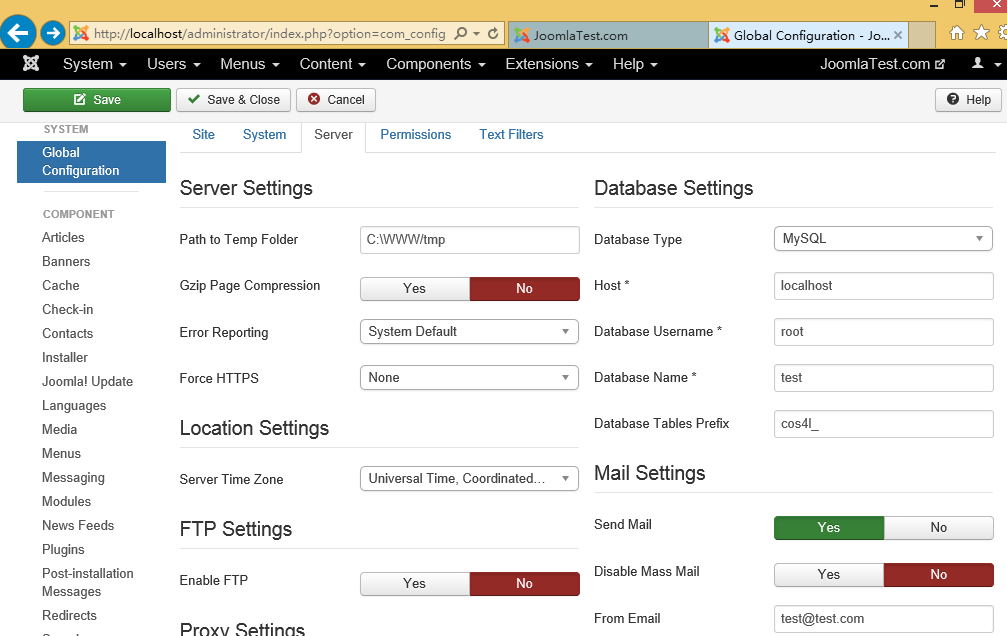 http://localhost/administrator/index.php?option=com_config
JoomlaTest.com
Global Configuration - Jo...
System
Users
Menus
Content
Components
Extensions
Help
JoomlaTest.com
Save
Save & Close
Cancel
Help
SYSTEM
Global
Configuration
COMPONENT
Articles
Banners
Cache
Check-in
Contacts
Installer
Joomla! Update
Languages
Media
Menus
Messaging
Modules
News Feeds
Plugins
Post-installation
Messages
Redirects
Site
System
Server
Permissions
Text Filters
Server Settings
Path to Temp Folder
C:\WWW/tmp
Gzip Page Compression
Yes
No
Error Reporting
System Default
Force HTTPS
None
Location Settings
Server Time Zone
Universal Time, Coordinated...
FTP Settings
Enable FTP
Yes
No
Proxy Settings
Database Settings
Database Type
MySQL
Host *
localhost
Database Username *
root
Database Name *
test
Database Tables Prefix
cos4l_
Mail Settings
Send Mail
Yes
No
Disable Mass Mail
Yes
No
From Email
test@test.com